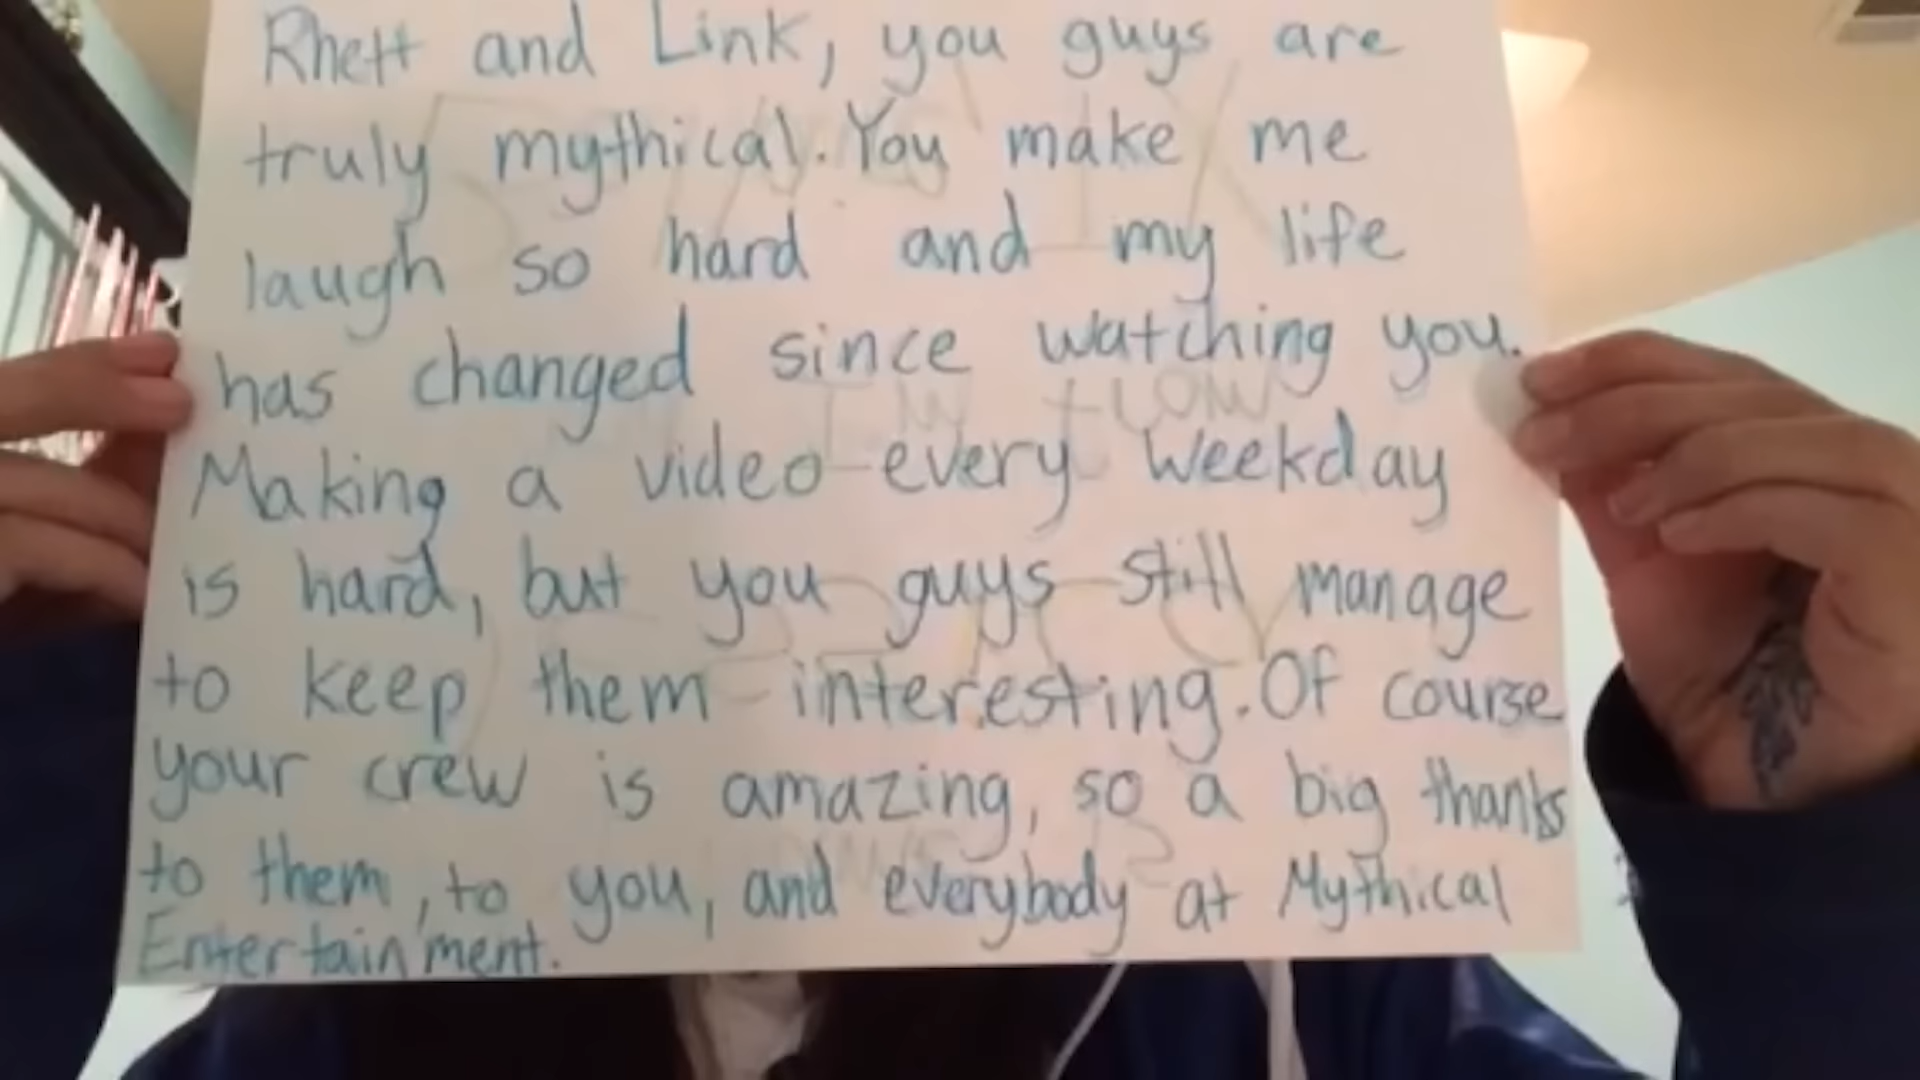 Rhett and Link, you guys are
truly mythical. You make me
laugh so hard and my life
has changed since watching you.
Making a video every weekday
is hard, but you guys still manage
to keep them interesting. Of course
your crew is amazing, so a big thanks
to them, to you, and everybody at Mythical
Entertainment.